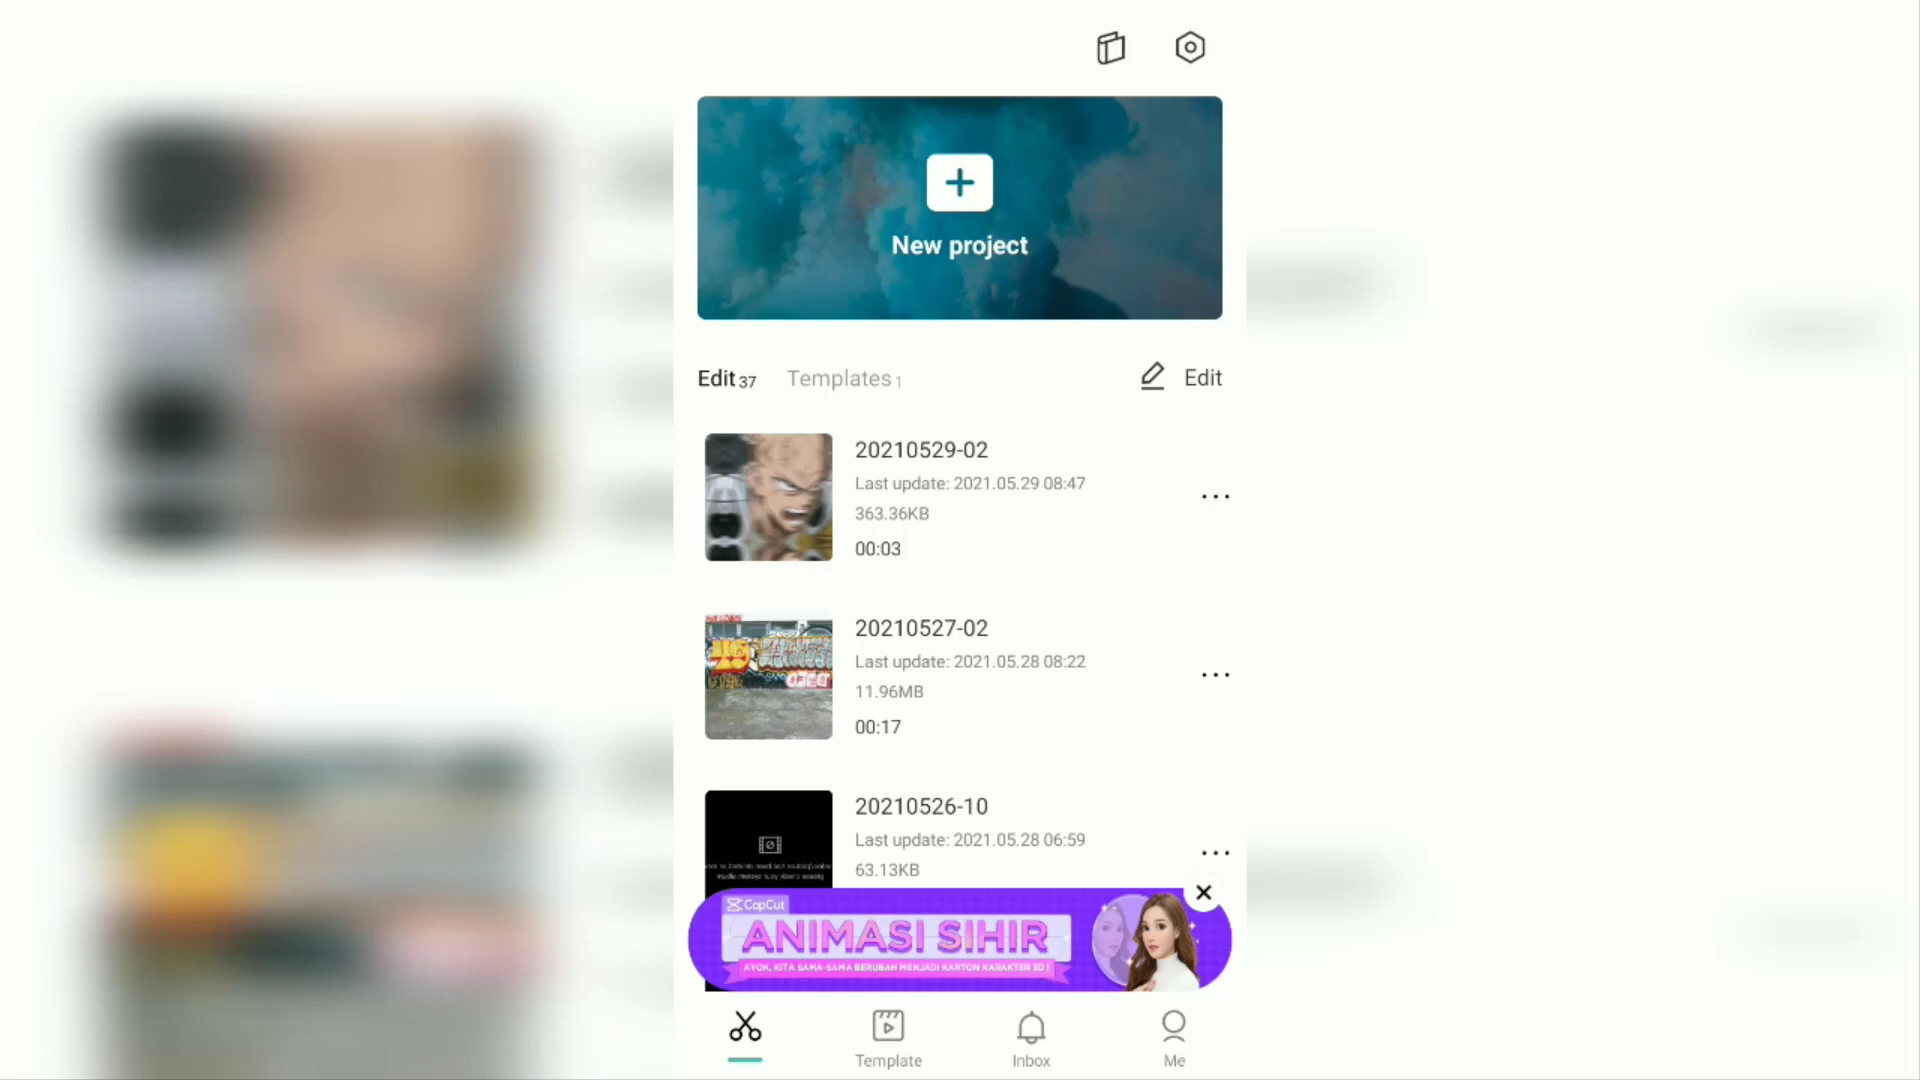 New project
Edit 37
Templates 1
Edit
20210529-02
Last update: 2021.05.29 08:47
363.36KB
00:03
20210527-02
Last update: 2021.05.28 08:22
11.96MB
00:17
20210526-10
Last update: 2021.05.28 06:59
63.13KB
CapCut
ANIMASI SIHIR
AYOK, KITA SAMA-SAMA BERUBAH MENJADI KARTON KARAKTER 3D !
Template
Inbox
Me